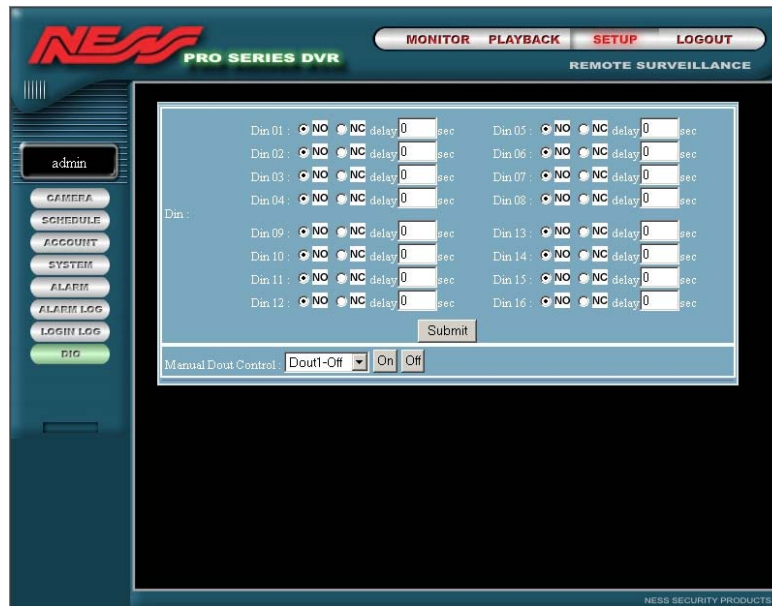 NESS
PRO SERIES DVR
MONITOR PLAYBACK SETUP LOGOUT
REMOTE SURVEILLANCE
admin
CAMERA
SCHEDULE
ACCOUNT
SYSTEM
ALARM
ALARM LOG
LOGIN LOG
DIO
Din :
Din 01 : NO NC delay 0 sec Din 05 : NO NC delay 0 sec
Din 02 : NO NC delay 0 sec Din 06 : NO NC delay 0 sec
Din 03 : NO NC delay 0 sec Din 07 : NO NC delay 0 sec
Din 04 : NO NC delay 0 sec Din 08 : NO NC delay 0 sec
Din 09 : NO NC delay 0 sec Din 13 : NO NC delay 0 sec
Din 10 : NO NC delay 0 sec Din 14 : NO NC delay 0 sec
Din 11 : NO NC delay 0 sec Din 15 : NO NC delay 0 sec
Din 12 : NO NC delay 0 sec Din 16 : NO NC delay 0 sec
Submit
Manual Dout Control : Dout1-Off On Off
NESS SECURITY PRODUCTS